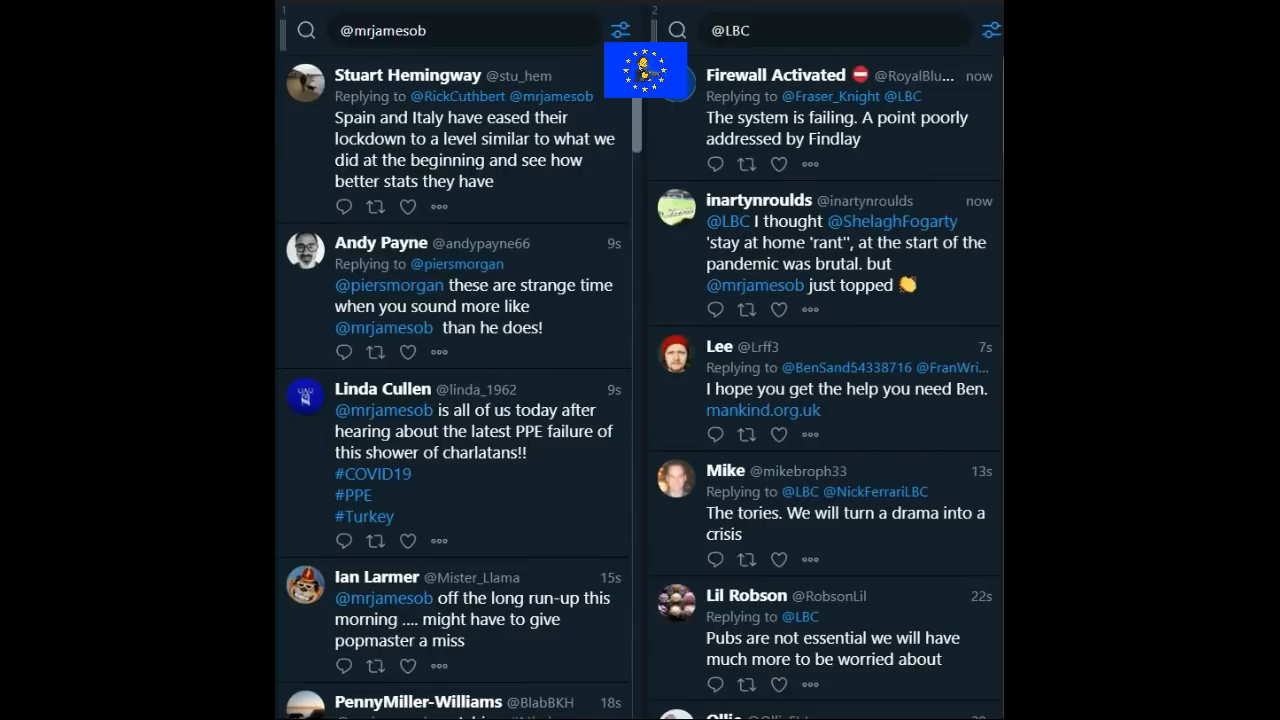 1
@mrjamesob
Stuart Hemingway @stu_hem
Replying to @RickCuthbert @mrjamesob
Spain and Italy have eased their
lockdown to a level similar to what we
did at the beginning and see how
better stats they have
Andy Payne @andypayne66 9s
Replying to @piersmorgan
@piersmorgan these are strange time
when you sound more like
@mrjamesob than he does!
Linda Cullen @linda_1962 9s
@mrjamesob is all of us today after
hearing about the latest PPE failure of
this shower of charlatans!!
#COVID19
#PPE
#Turkey
Ian Larmer @Mister_Llama 15s
@mrjamesob off the long run-up this
morning .... might have to give
popmaster a miss
PennyMiller-Williams @BlabBKH 18s
2
@LBC
Firewall Activated ⛔ @RoyalBlu... now
Replying to @Fraser_Knight @LBC
The system is failing. A point poorly
addressed by Findlay
inartynroulds @inartynroulds now
@LBC I thought @ShelaghFogarty
'stay at home 'rant", at the start of the
pandemic was brutal. but
@mrjamesob just topped 👏
Lee @Lrff3 7s
Replying to @BenSand54338716 @FranWri...
I hope you get the help you need Ben.
mankind.org.uk
Mike @mikebroph33 13s
Replying to @LBC @NickFerrariLBC
The tories. We will turn a drama into a
crisis
Lil Robson @RobsonLil 22s
Replying to @LBC
Pubs are not essential we will have
much more to be worried about